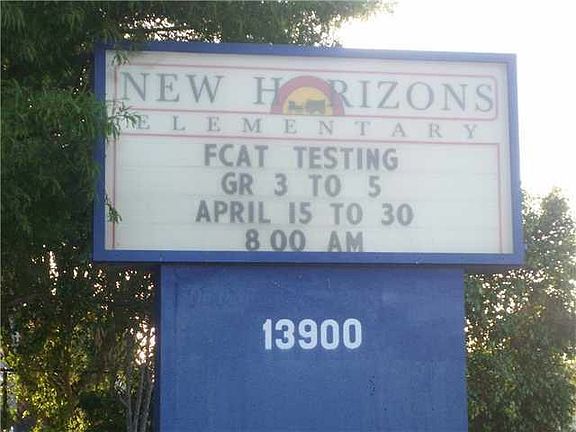 NEW HORIZONS
ELEMENTARY
FCAT TESTING
GR 3 TO 5
APRIL 15 TO 30
8 00 AM
13900